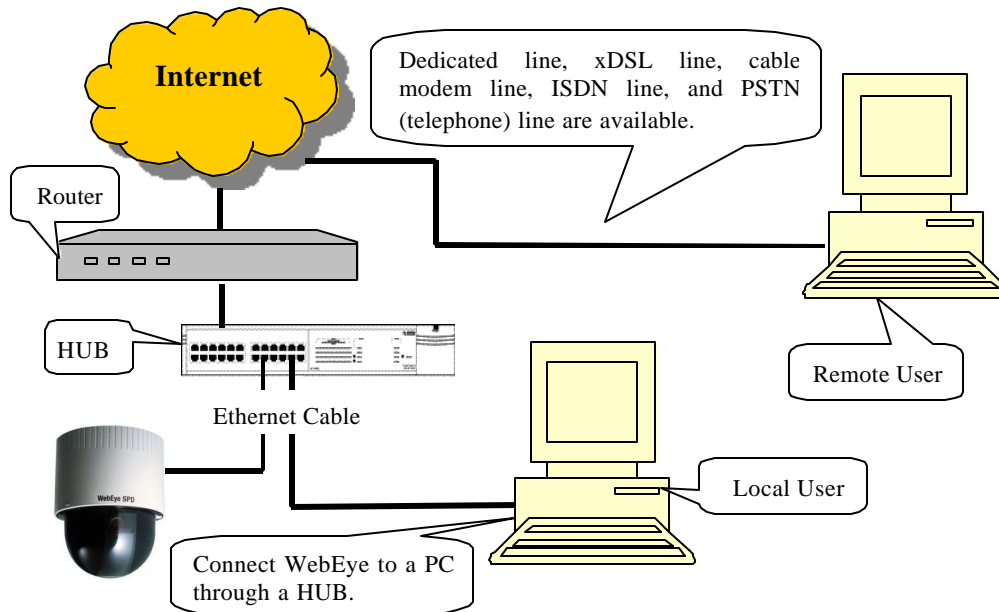 Internet
Dedicated line, xDSL line, cable
modem line, ISDN line, and PSTN
(telephone) line are available.
Router
HUB
Remote User
Ethernet Cable
WebEye SPD
Local User
Connect WebEye to a PC
through a HUB.